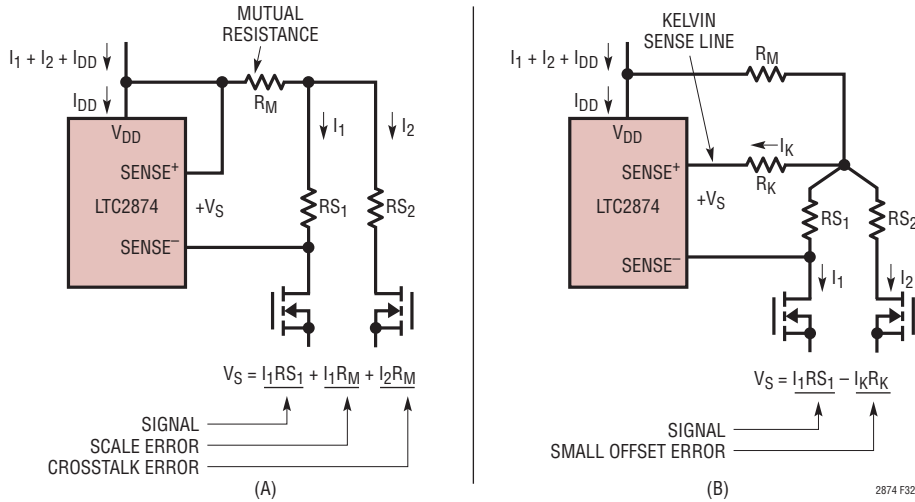 MUTUAL
RESISTANCE
I1 + I2 + IDD
IDD
RM
I1
I2
VDD
SENSE+
LTC2874
+VS
SENSE–
RS1
RS2
VS = I1RS1 + I1RM + I2RM
SIGNAL
SCALE ERROR
CROSSTALK ERROR
(A)
KELVIN
SENSE LINE
I1 + I2 + IDD
IDD
RM
VDD
IK
SENSE+
RK
LTC2874
+VS
RS1
RS2
SENSE–
I1
I2
VS = I1RS1 – IKRK
SIGNAL
SMALL OFFSET ERROR
(B)
2874 F32